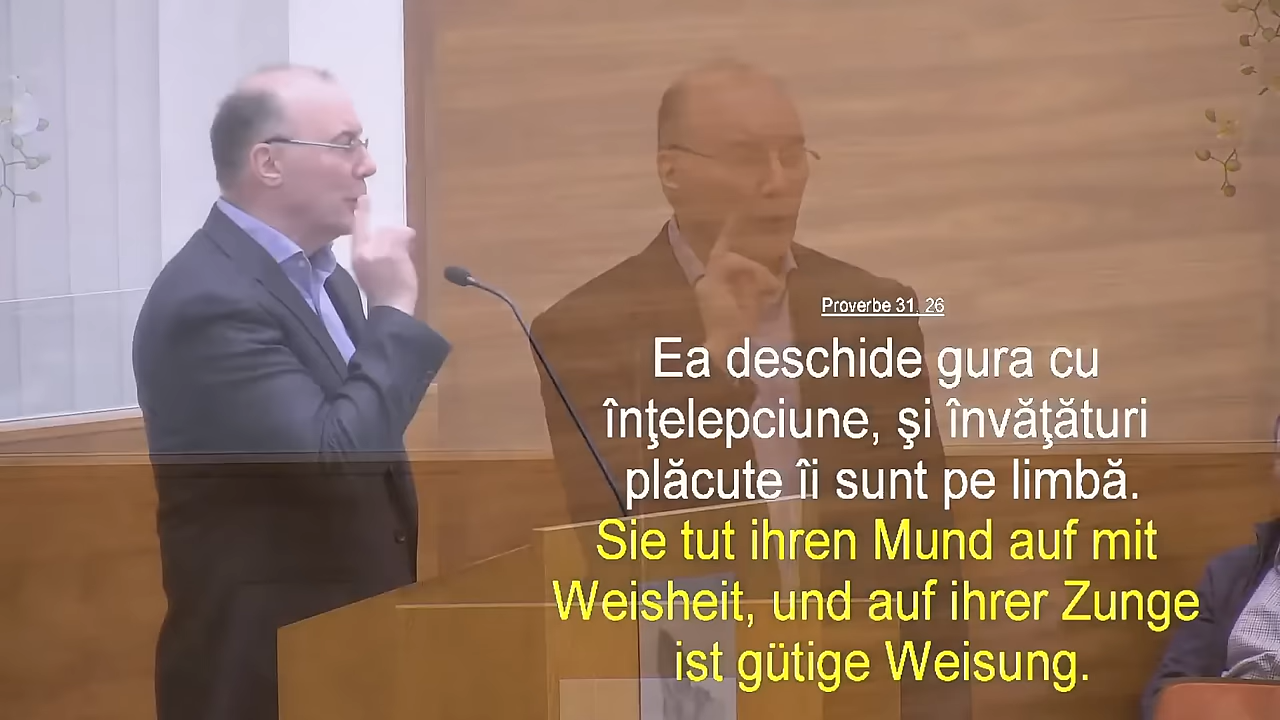 Proverbe 31, 26
Ea deschide gura cu
înţelepciune, şi învăţături
plăcute îi sunt pe limbă.
Sie tut ihren Mund auf mit
Weisheit, und auf ihrer Zunge
ist gütige Weisung.